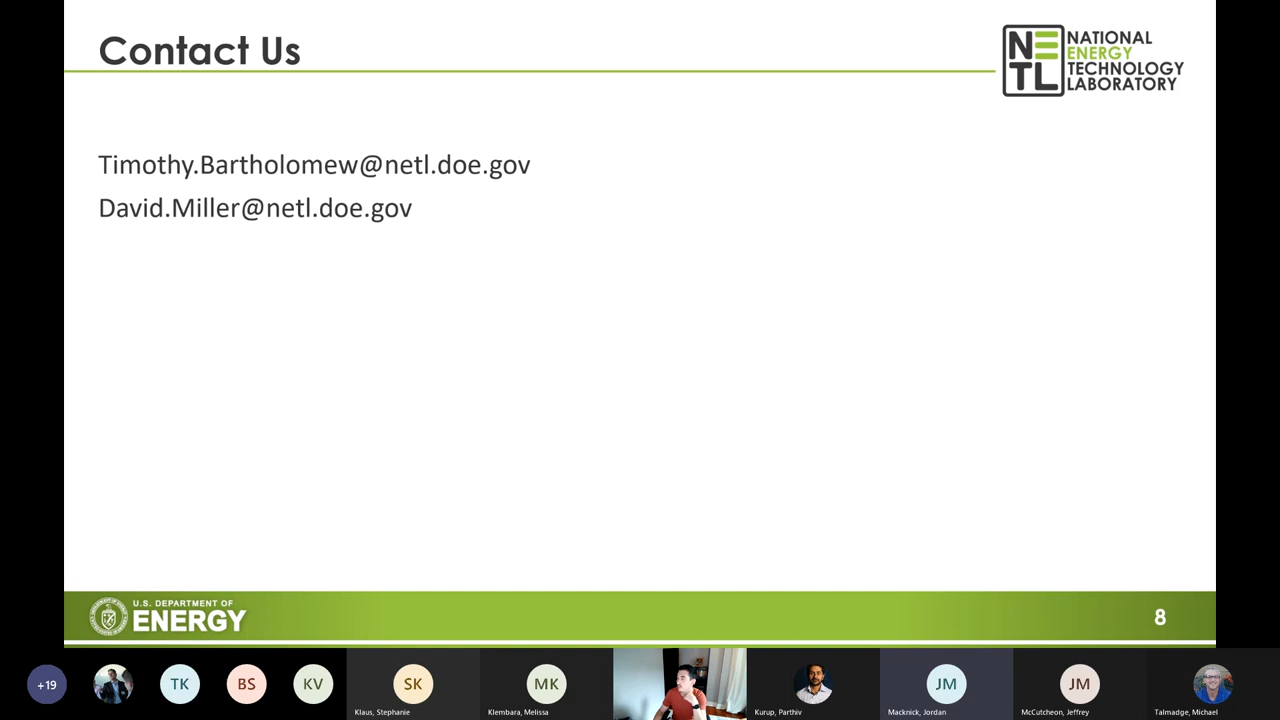 Contact Us
NATIONAL
ENERGY
TECHNOLOGY
LABORATORY
NE
TL
Timothy.Bartholomew@netl.doe.gov
David.Miller@netl.doe.gov
U.S. DEPARTMENT OF
ENERGY
8
+19
TK
BS
KV
SK
Klaus, Stephanie
MK
Klembara, Melissa
Kurup, Parthiv
JM
Macknick, Jordan
JM
McCutcheon, Jeffrey
Talmadge, Michael